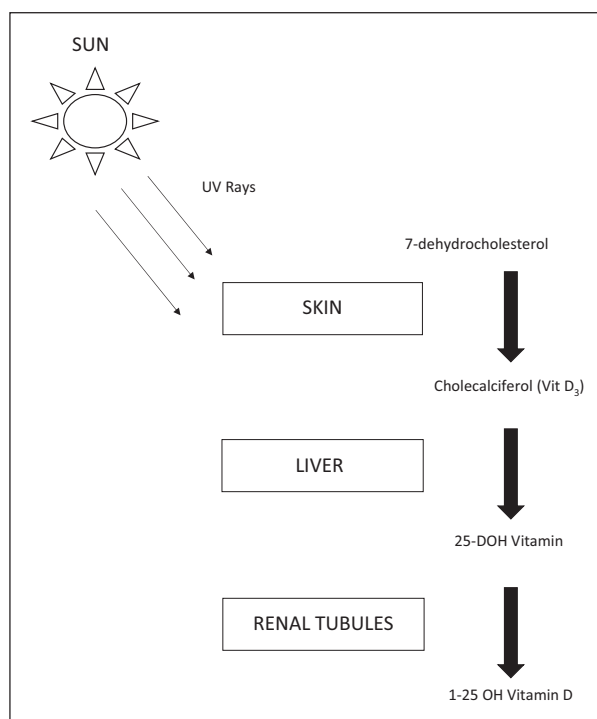 SUN
UV Rays
7-dehydrocholesterol
SKIN
Cholecalciferol (Vit D₃)
LIVER
25-DOH Vitamin
RENAL TUBULES
1-25 OH Vitamin D